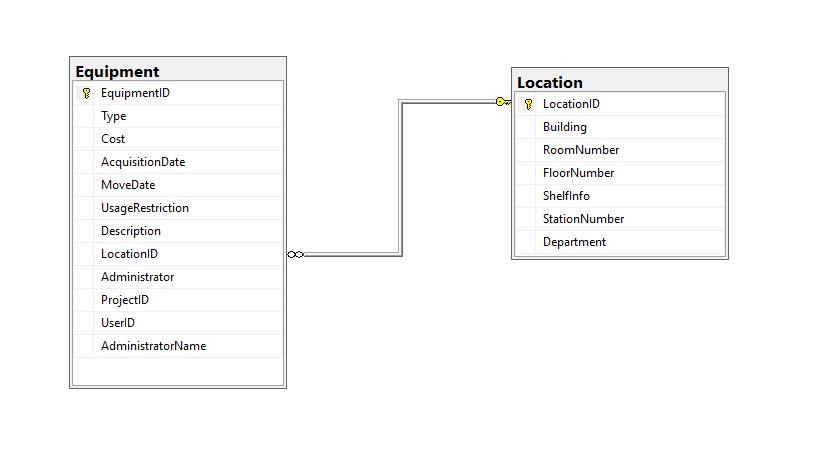 Equipment
EquipmentID
Type
Cost
AcquisitionDate
MoveDate
UsageRestriction
Description
LocationID
Administrator
ProjectID
UserID
AdministratorName
Location
LocationID
Building
RoomNumber
FloorNumber
ShelfInfo
StationNumber
Department